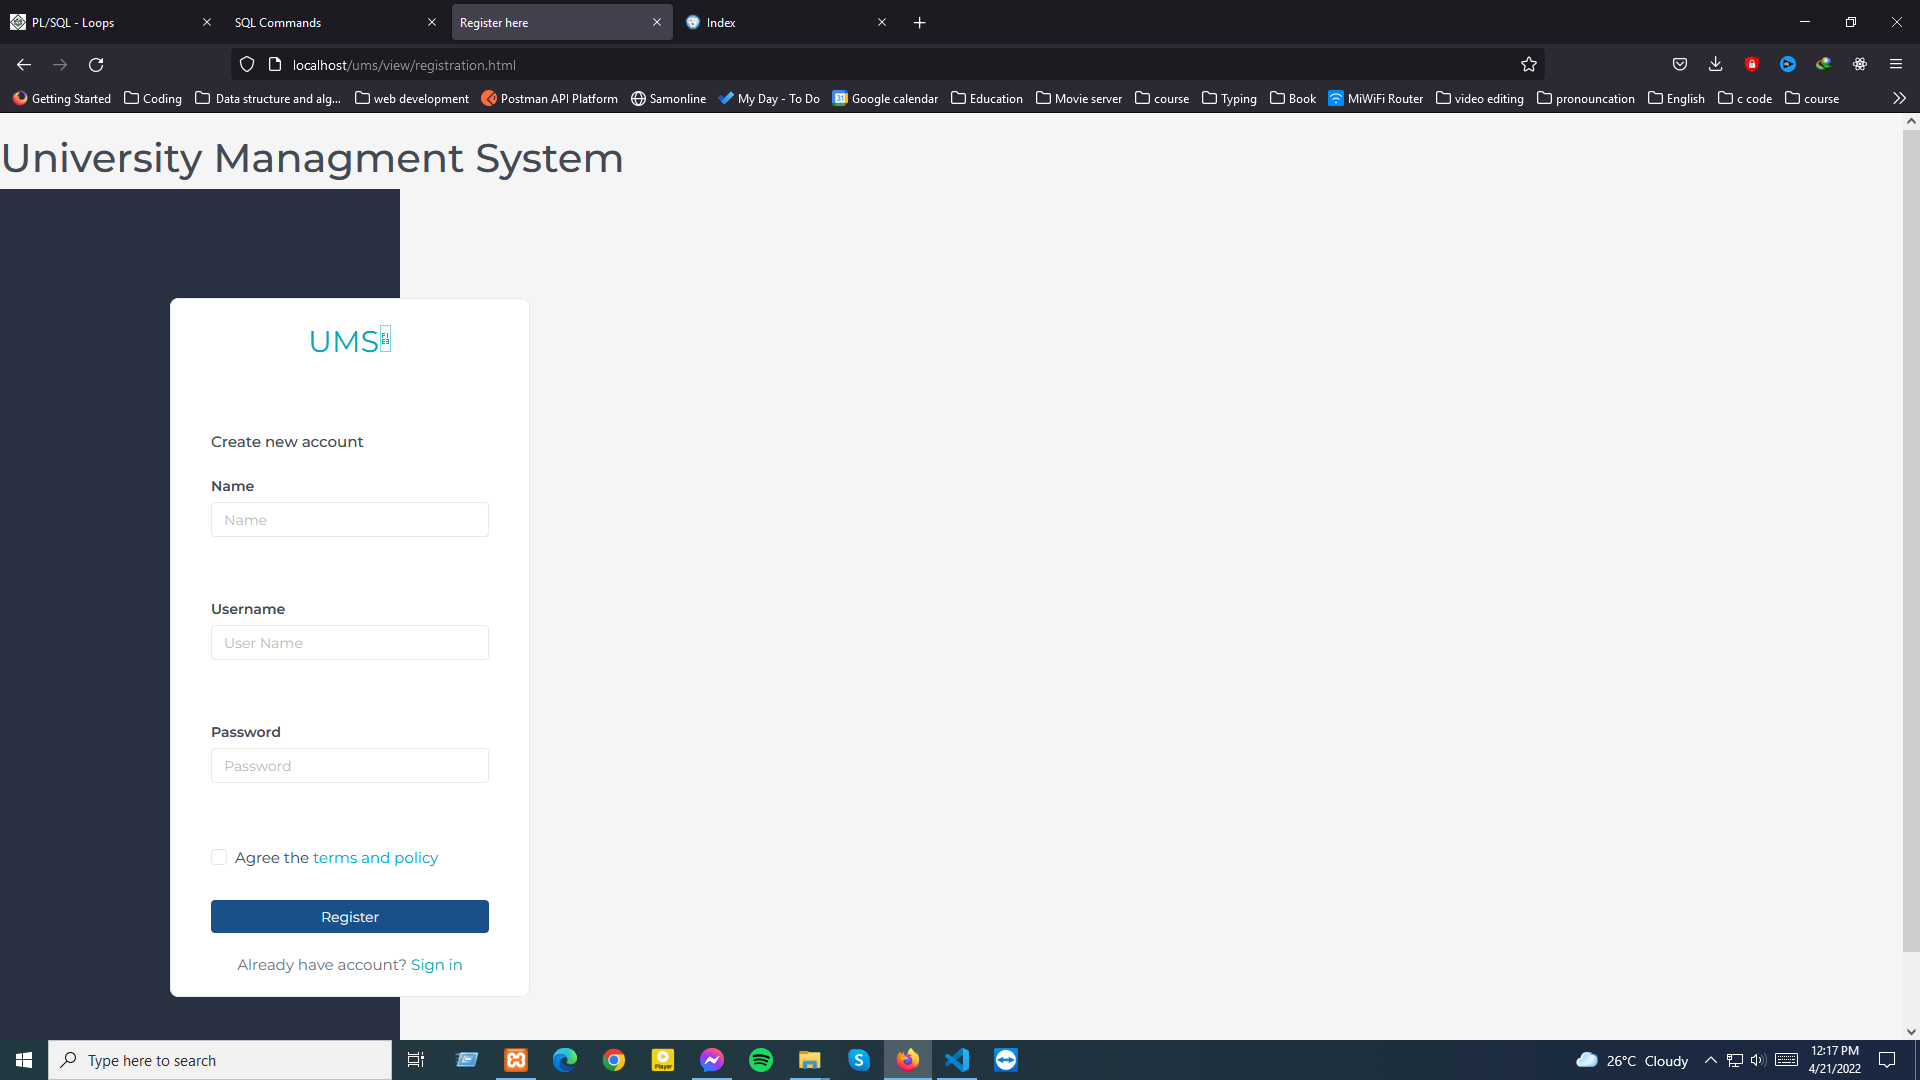 PL/SQL - Loops
SQL Commands
Register here
Index
localhost/ums/view/registration.html
Getting Started
Coding
Data structure and alg...
web development
Postman API Platform
Samonline
My Day - To Do
Google calendar
Education
Movie server
course
Typing
Book
MiWiFi Router
video editing
pronouncation
English
c code
course
University Managment System
UMS
Create new account
Name
Name
Username
User Name
Password
Password
Agree the terms and policy
Register
Already have account? Sign in
Type here to search
26°C Cloudy
12:17 PM
4/21/2022